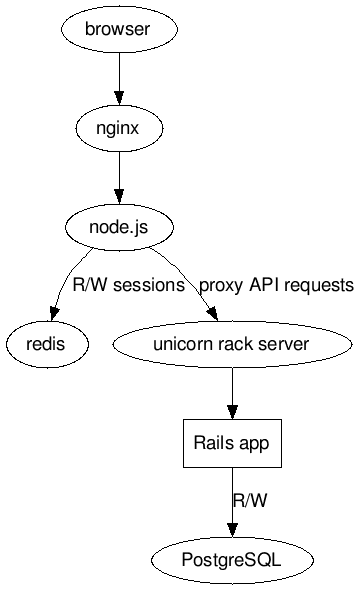 browser
nginx
node.js
R/W sessions
proxy API requests
redis
unicorn rack server
Rails app
R/W
PostgreSQL